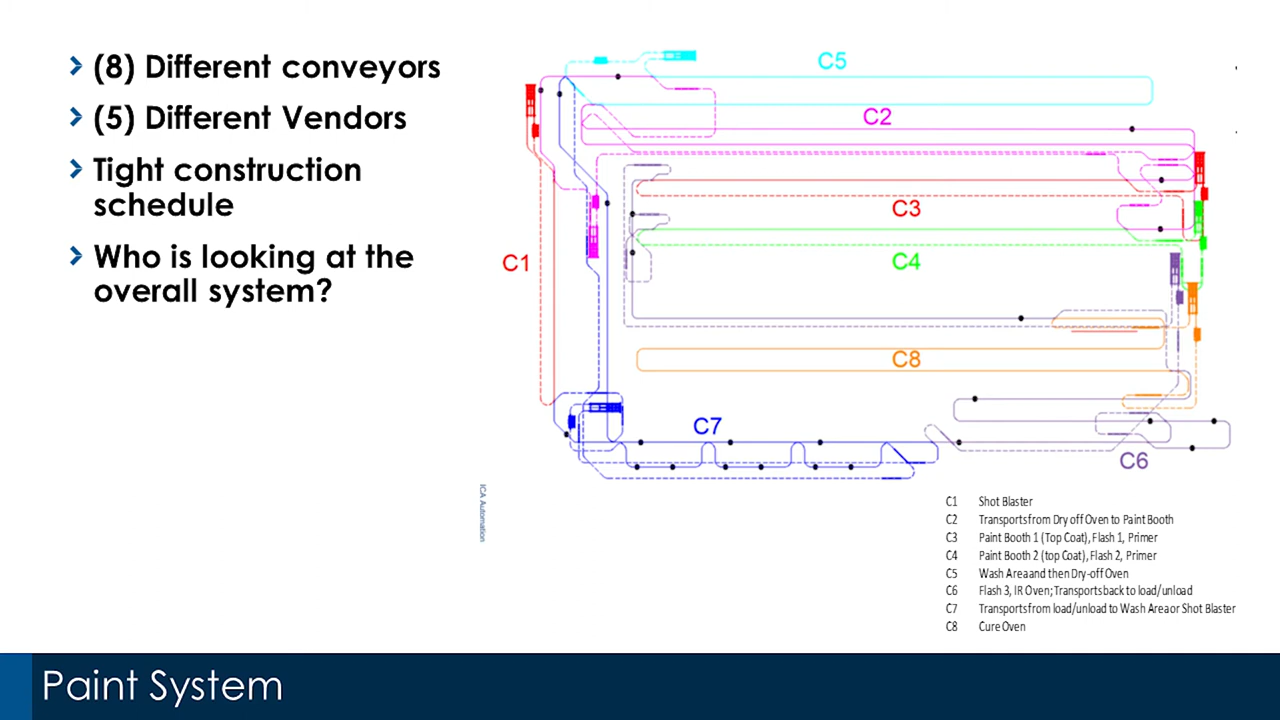 (8) Different conveyors
(5) Different Vendors
Tight construction
schedule
Who is looking at the
overall system?
C5
C2
C3
C1
C4
C8
C7
C6
ICA Automation
C1 Shot Blaster
C2 Transports from Dry off Oven to Paint Booth
C3 Paint Booth 1 (Top Coat), Flash 1, Primer
C4 Paint Booth 2 (top Coat), Flash 2, Primer
C5 Wash Area and then Dry-off Oven
C6 Flash 3, IR Oven; Transports back to load/unload
C7 Transports from load/unload to Wash Area or Shot Blaster
C8 Cure Oven
Paint System